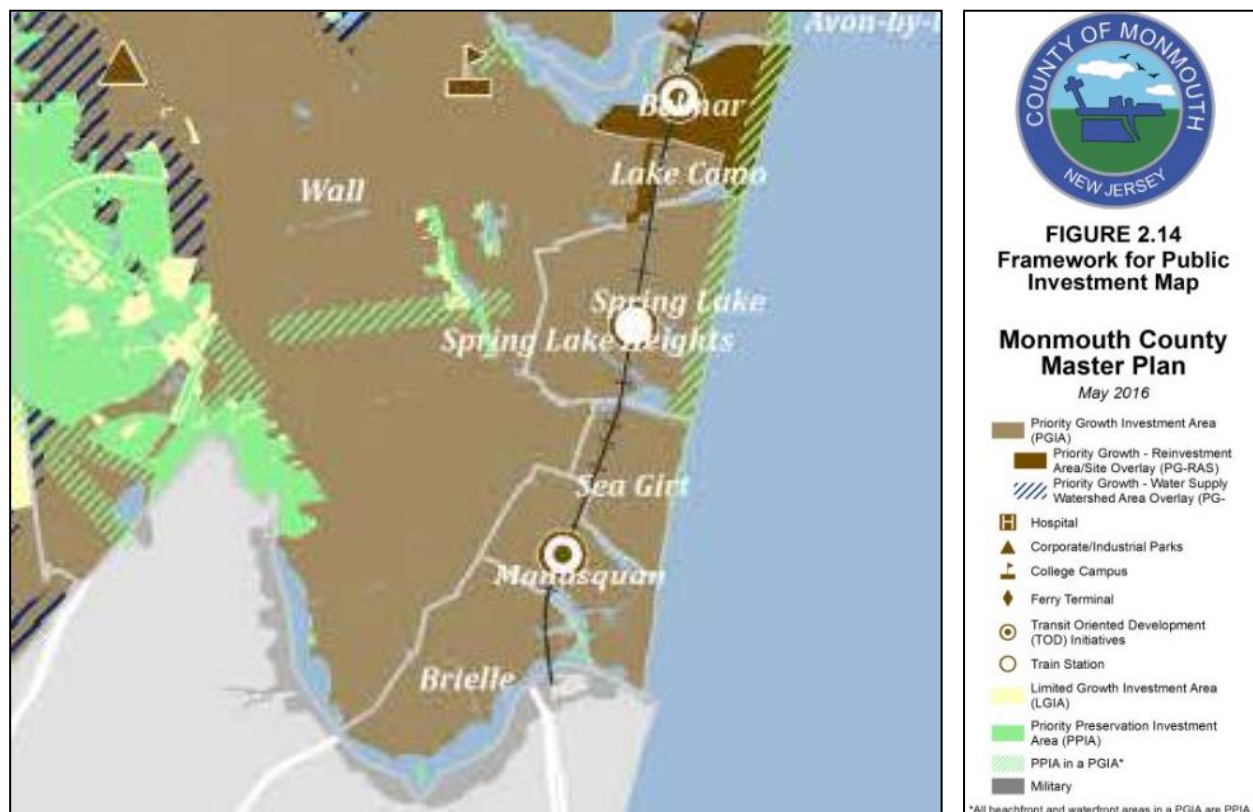 Avon-by-
Belmar
Lake Como
Wall
Spring Lake
Spring Lake Heights
Sea Girt
Manasquan
Brielle
COUNTY OF MONMOUTH
NEW JERSEY
FIGURE 2.14
Framework for Public
Investment Map
Monmouth County
Master Plan
May 2016
Priority Growth Investment Area
(PGIA)
Priority Growth - Reinvestment
Area/Site Overlay (PG-RAS)
Priority Growth - Water Supply
Watershed Area Overlay (PG-
H
Hospital
Corporate/Industrial Parks
College Campus
Ferry Terminal
Transit Oriented Development
(TOD) Initiatives
Train Station
Limited Growth Investment Area
(LGIA)
Priority Preservation Investment
Area (PPIA)
PPIA in a PGIA*
Military
*All beachfront and waterfront areas in a PGIA are PPIA